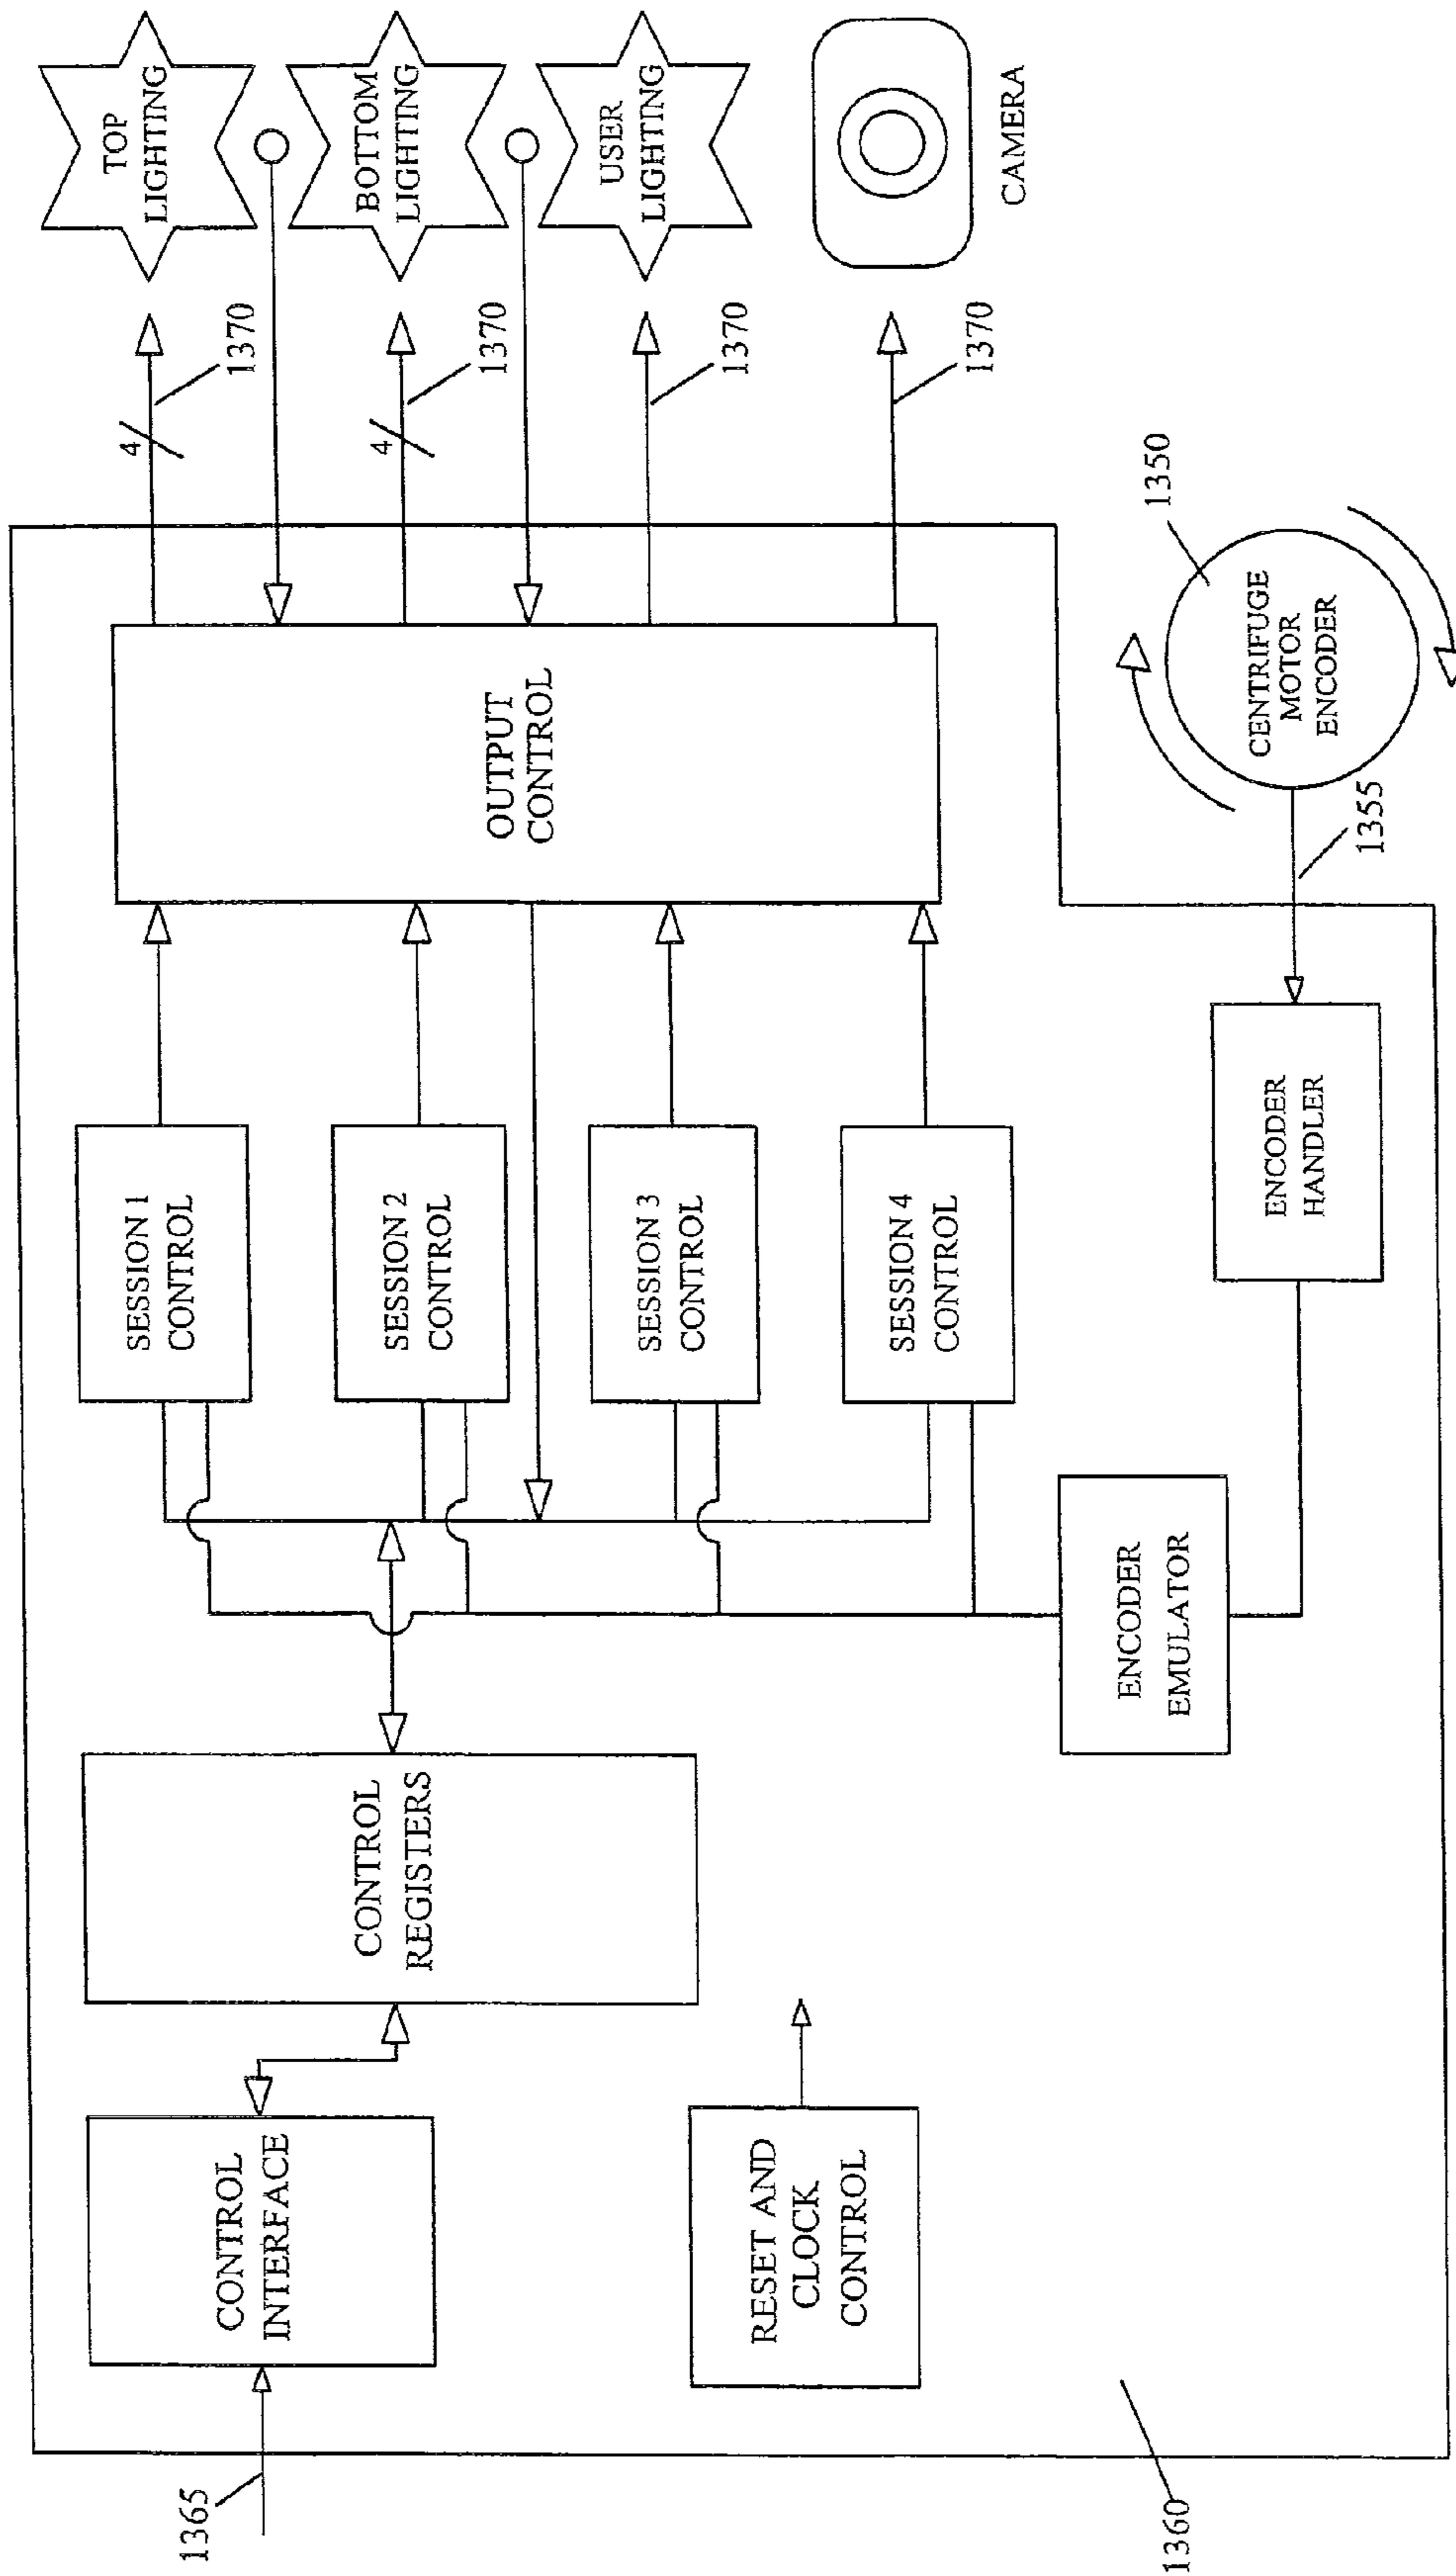 1365
CONTROL
INTERFACE
CONTROL
REGISTERS
SESSION 1
CONTROL
SESSION 2
CONTROL
SESSION 3
CONTROL
SESSION 4
CONTROL
OUTPUT
CONTROL
4
1370
TOP
LIGHTING
4
1370
BOTTOM
LIGHTING
1370
USER
LIGHTING
1370
CAMERA
RESET AND
CLOCK
CONTROL
ENCODER
EMULATOR
ENCODER
HANDLER
1355
CENTRIFUGE
MOTOR
ENCODER
1350
1360